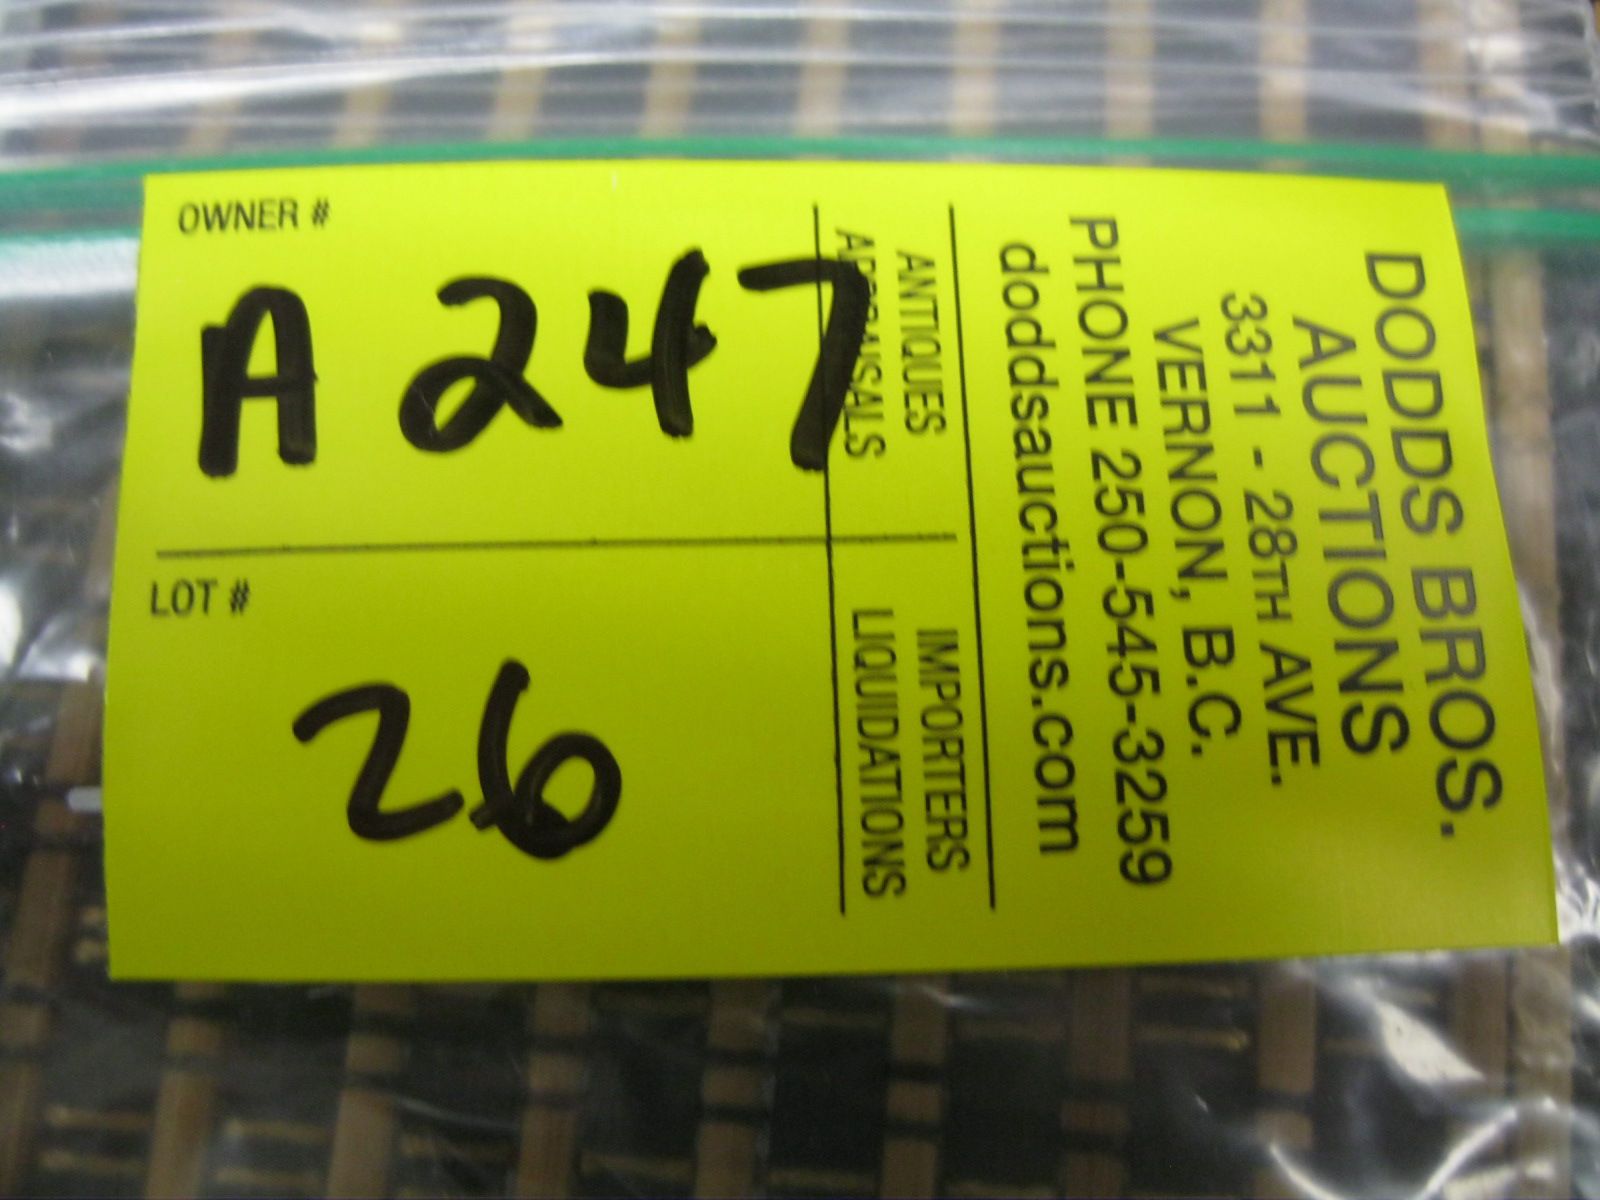 OWNER #
A 247
LOT #
26
ANTIQUES IMPORTERS
APPRAISALS LIQUIDATIONS
DODDS BROS.
AUCTIONS
3311 - 28TH AVE.
VERNON, B.C.
PHONE 250-545-3259
doddsauctions.com